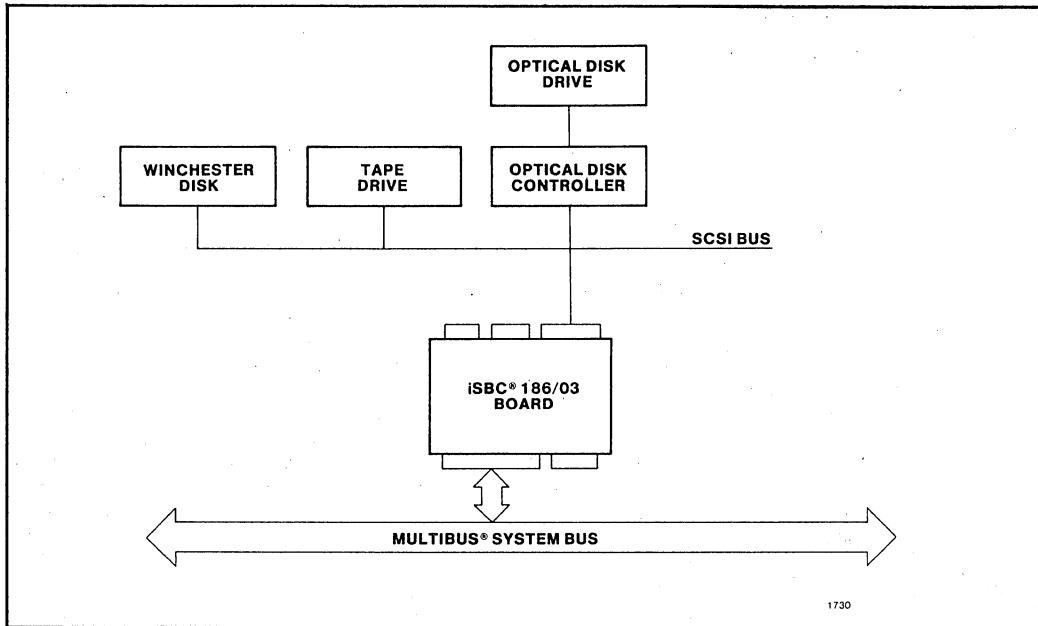 OPTICAL DISK
DRIVE
WINCHESTER
DISK
TAPE
DRIVE
OPTICAL DISK
CONTROLLER
SCSI BUS
iSBC® 186/03
BOARD
MULTIBUS® SYSTEM BUS
1730